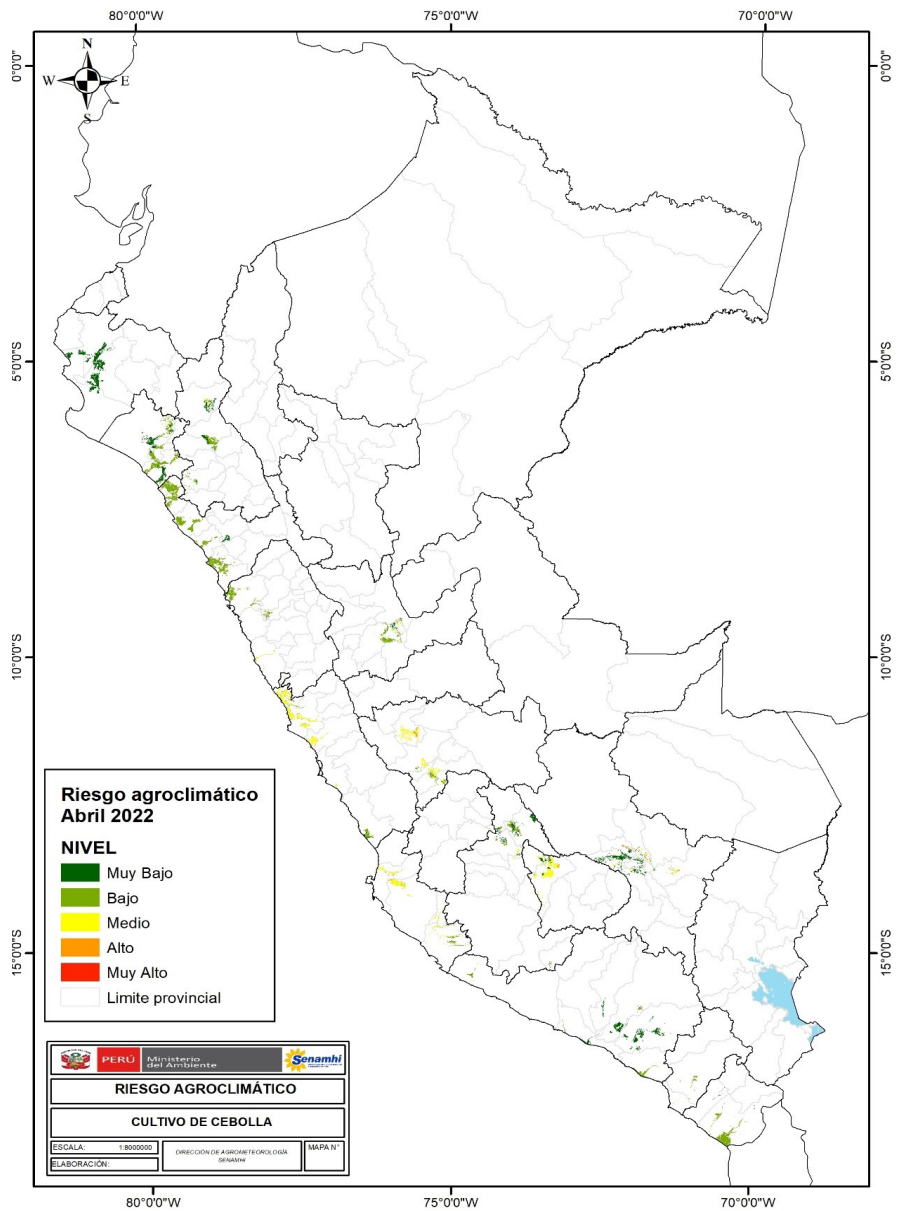 80°0'0"W 75°0'0"W 70°0'0"W
N
W E
S
0°0'0" 0°0'0"
5°0'0"S 5°0'0"S
10°0'0"S 10°0'0"S
15°0'0"S 15°0'0"S
Riesgo agroclimático
Abril 2022
NIVEL
Muy Bajo
Bajo
Medio
Alto
Muy Alto
Limite provincial
PERÚ Ministerio
del Ambiente
Senamhi
RIESGO AGROCLIMÁTICO
CULTIVO DE CEBOLLA
ESCALA: 1:8000000
DIRECCIÓN DE AGROMETEOROLOGÍA
SENAMHI
MAPA N°
ELABORACIÓN:
80°0'0"W 75°0'0"W 70°0'0"W